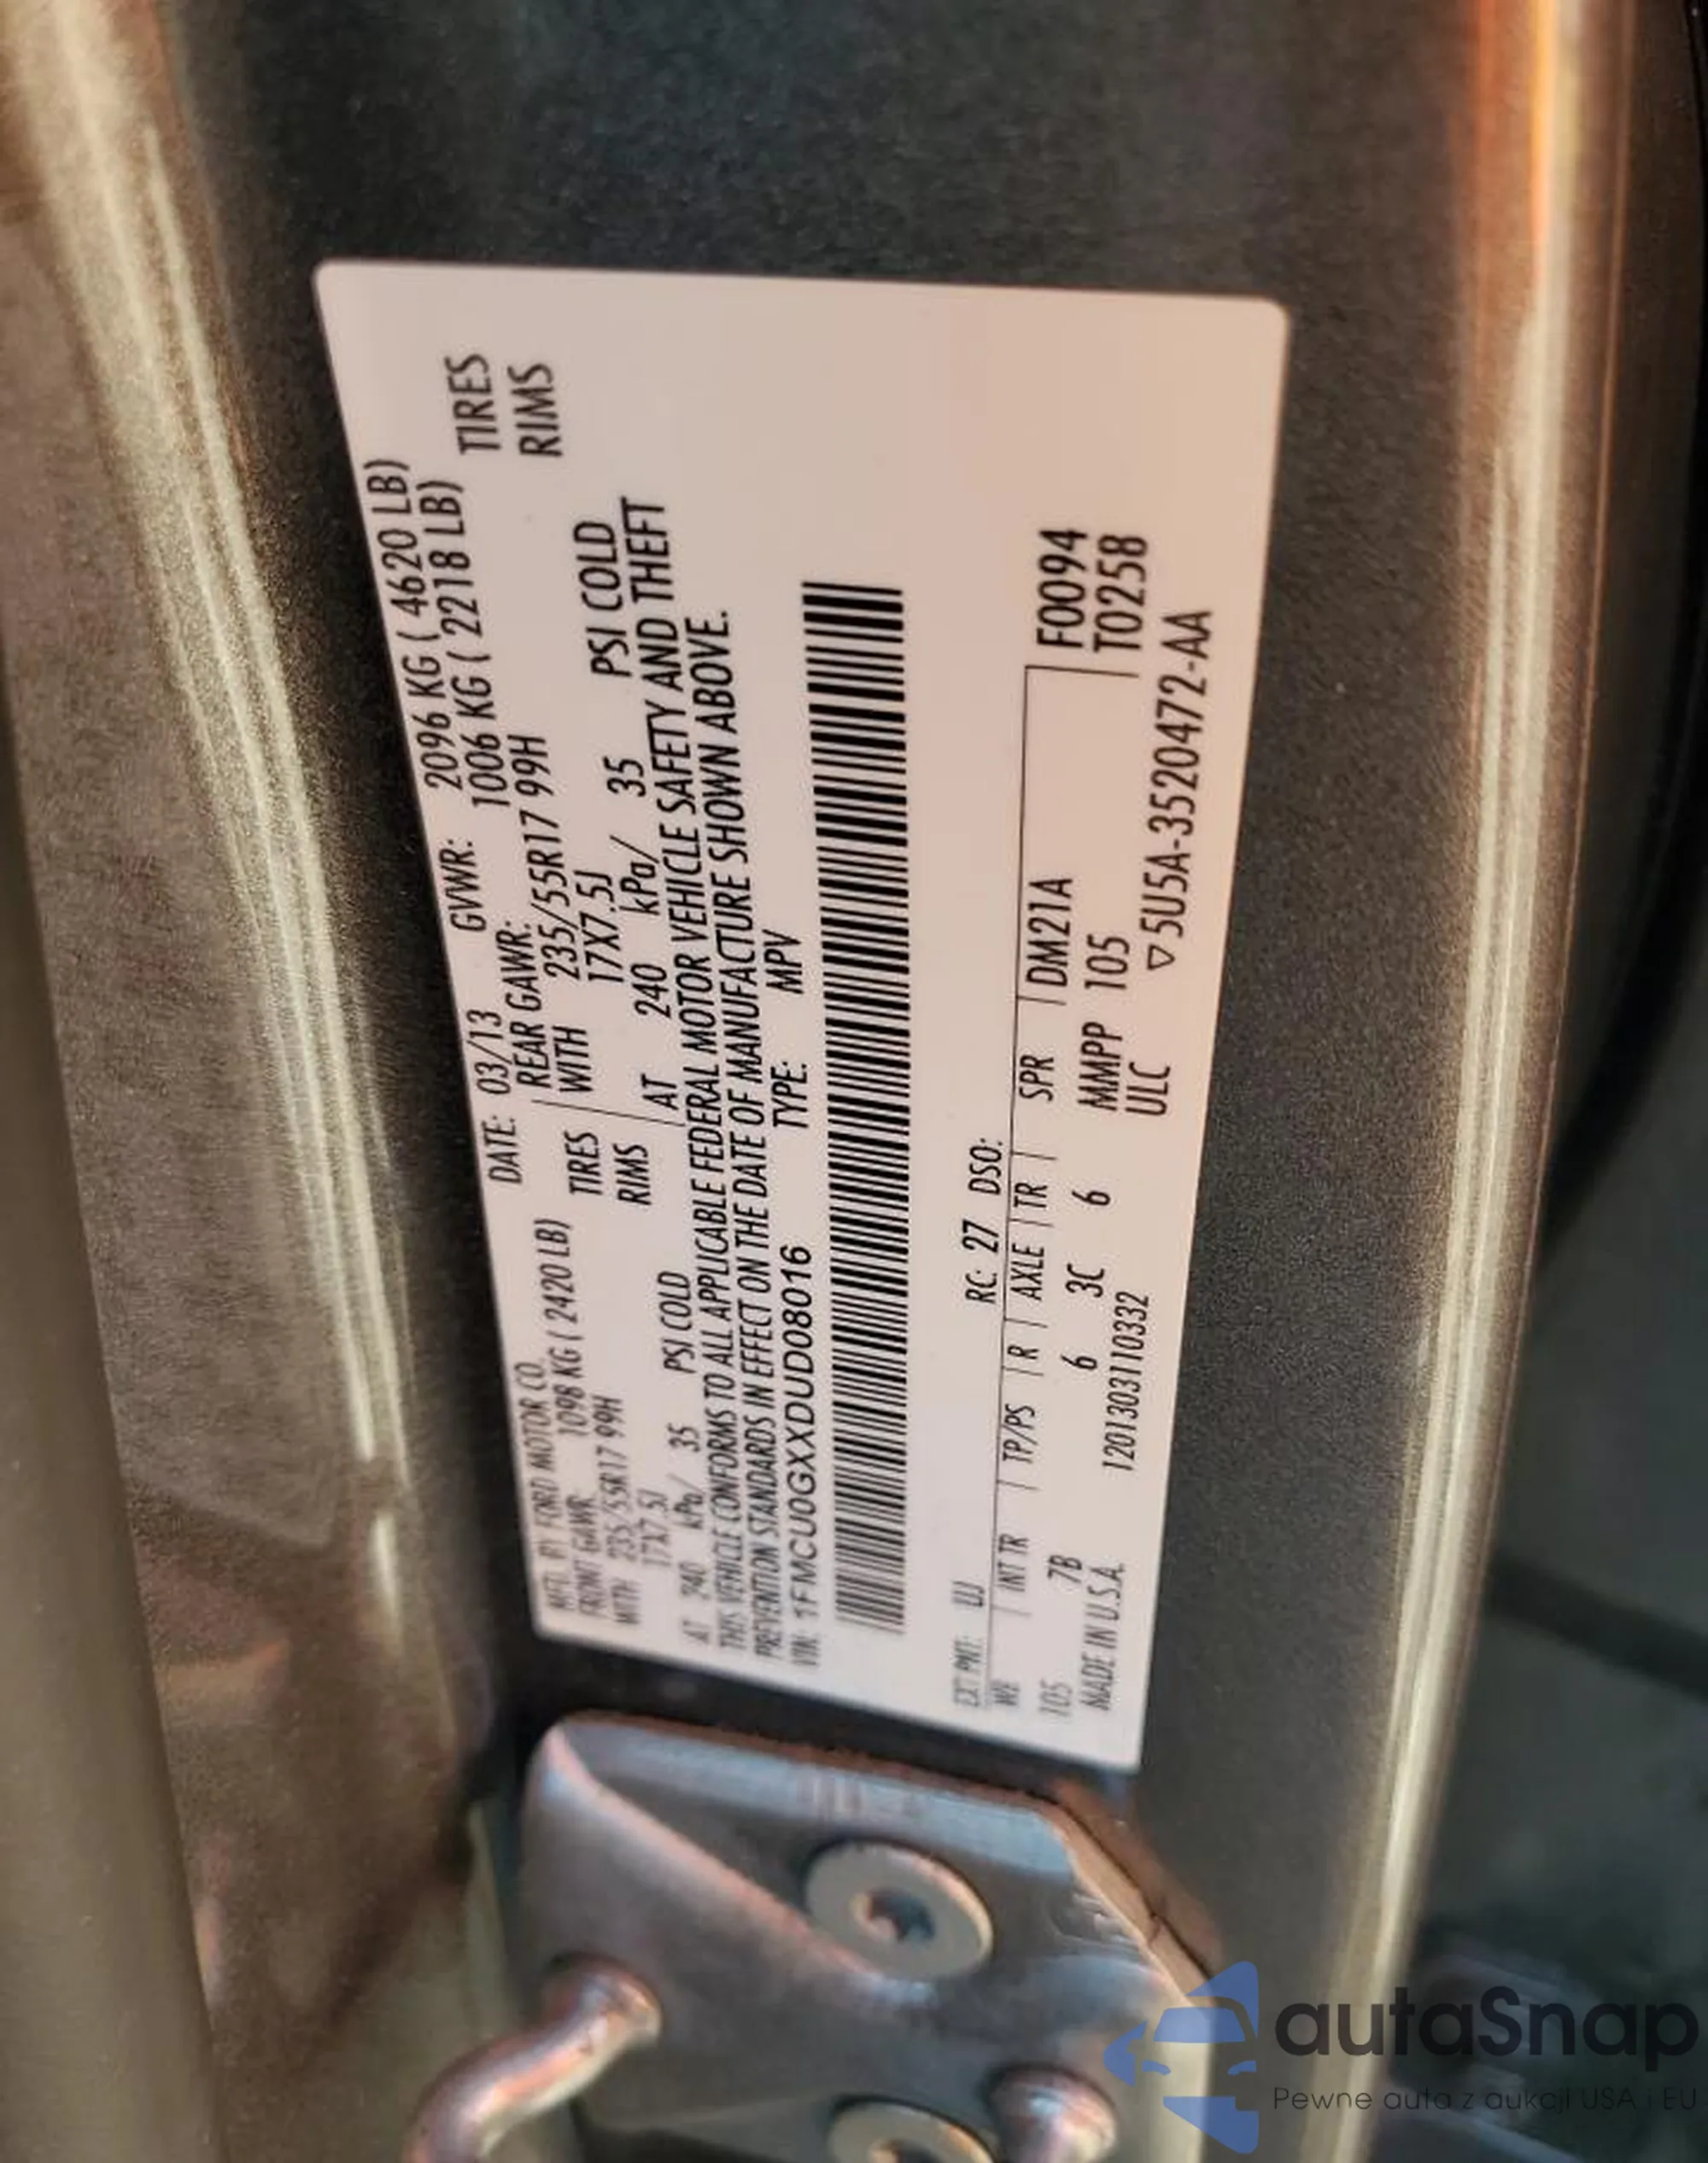 MFD. BY FORD MOTOR CO.
DATE: 03/13 GVWR: 2096 KG ( 4620 LB)
FRONT GAWR: 1098 KG ( 2420 LB) REAR GAWR: 1006 KG ( 2218 LB)
WITH 235/55R17 99H TIRES WITH 235/55R17 99H TIRES
17X7.5J RIMS 17X7.5J RIMS
AT 240 kPa/ 35 PSI COLD AT 240 kPa/ 35 PSI COLD
THIS VEHICLE CONFORMS TO ALL APPLICABLE FEDERAL MOTOR VEHICLE SAFETY AND THEFT
PREVENTION STANDARDS IN EFFECT ON THE DATE OF MANUFACTURE SHOWN ABOVE.
VIN: 1FMCU0GXXDUD08016 TYPE: MPV
EXT PNT: UJ RC: 27 DSO:
WB INT TR TP/PS R AXLE TR SPR DM21A F0094
105 7B 6 3C 6 MMPP 105 T0258
MADE IN U.S.A. 1201303110332 ULC ▽5U5A-3520472-AA
autaSnap
Pewne auta z aukcji USA i EU